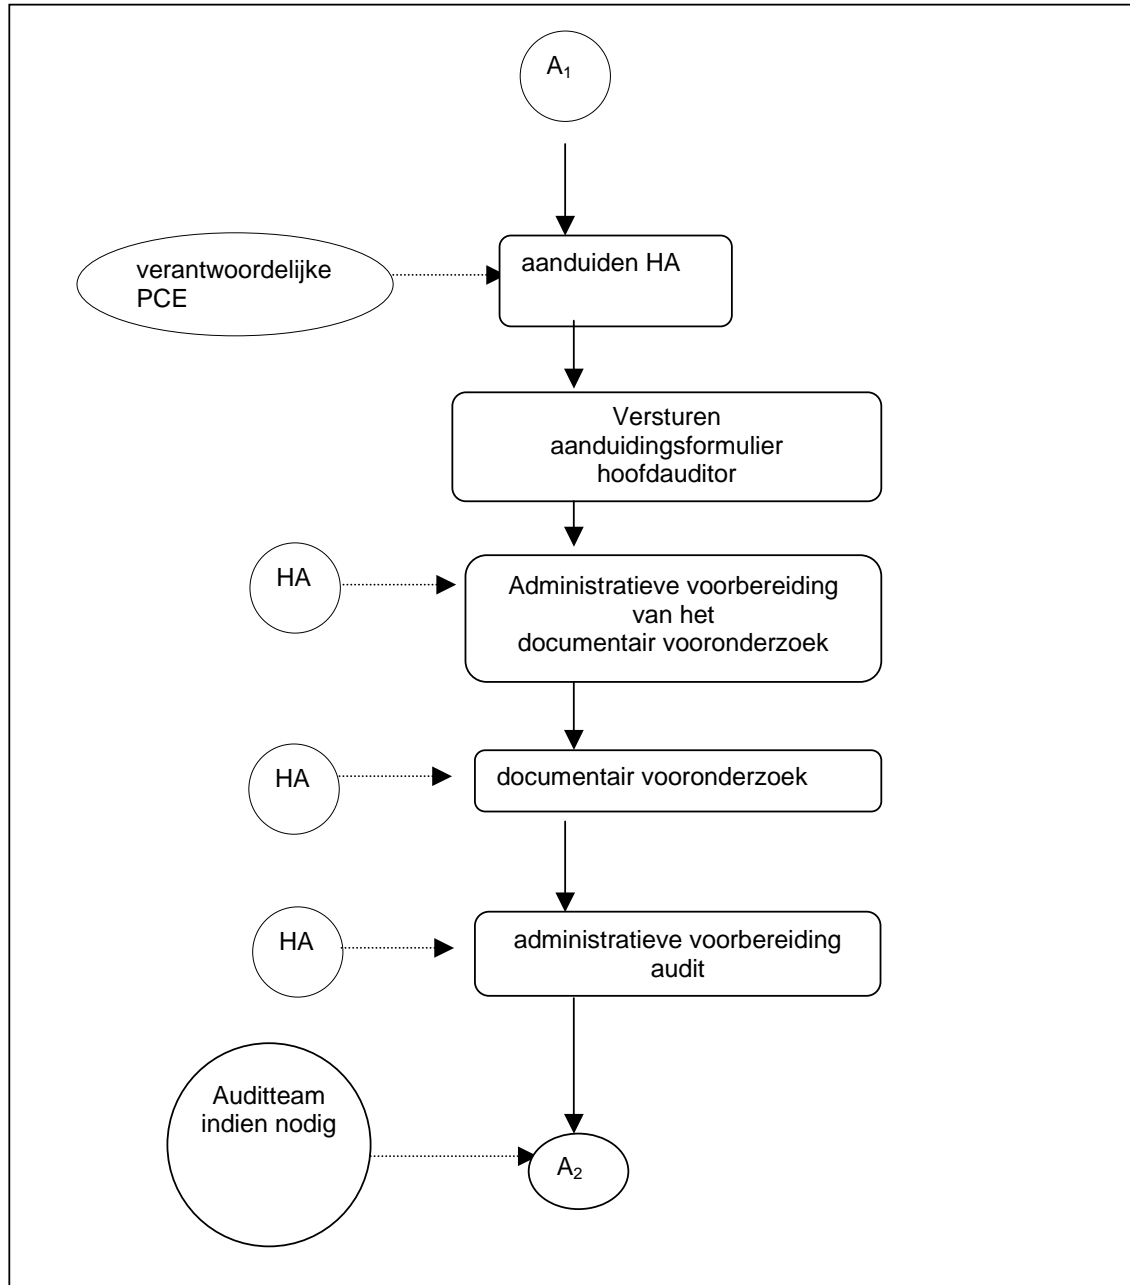 A₁
verantwoordelijke
PCE
aanduiden HA
Versturen
aanduidingsformulier
hoofdauditor
HA
Administratieve voorbereiding
van het
documentair vooronderzoek
HA
documentair vooronderzoek
HA
administratieve voorbereiding
audit
Auditteam
indien nodig
A₂